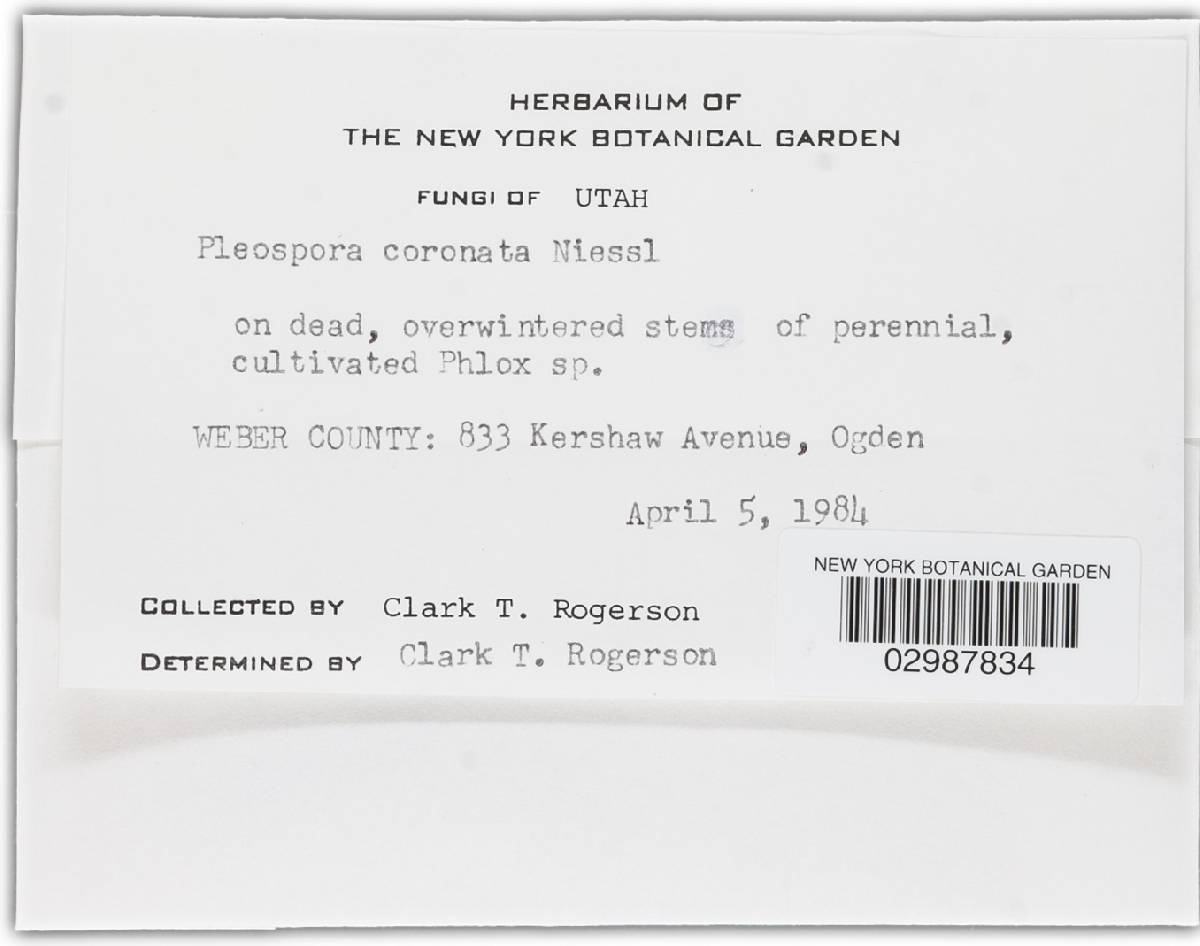 HERBARIUM OF
THE NEW YORK BOTANICAL GARDEN
FUNGI OF UTAH
Pleospora coronata Niessl
on dead, overwintered stems of perennial,
cultivated Phlox sp.
WEBER COUNTY: 833 Kershaw Avenue, Ogden
April 5, 1984
NEW YORK BOTANICAL GARDEN
02987834
COLLECTED BY Clark T. Rogerson
DETERMINED BY Clark T. Rogerson